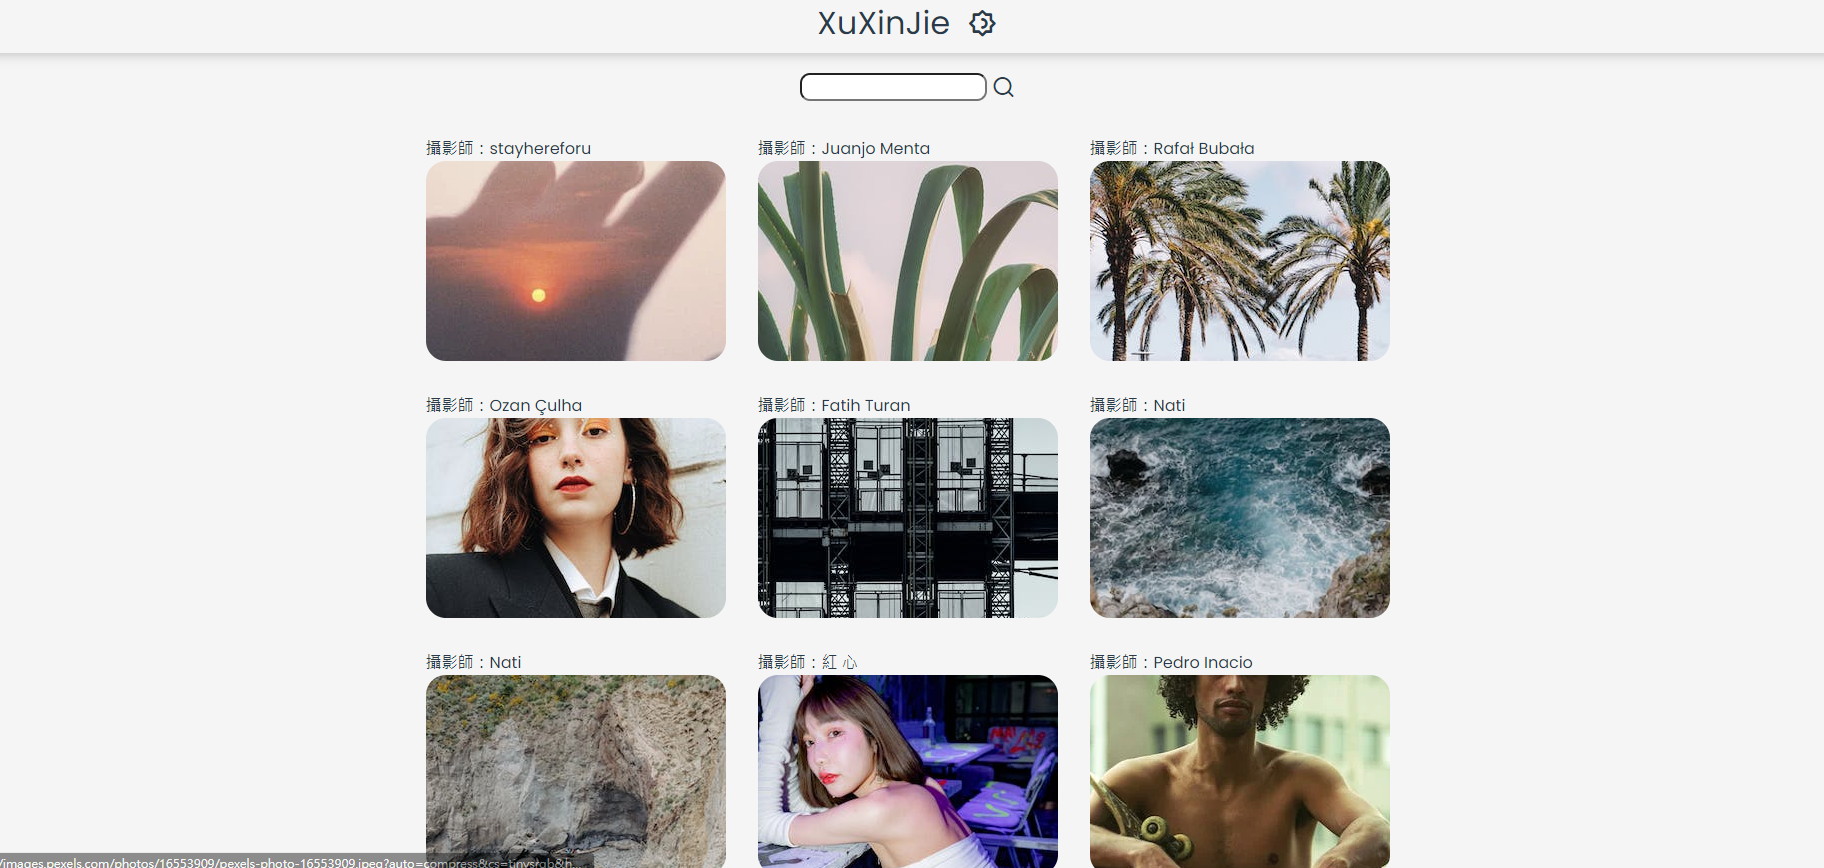 XuXinJie
攝影師：stayhereforu
攝影師：Juanjo Menta
攝影師：Rafał Bubała
攝影師：Ozan Çulha
攝影師：Fatih Turan
攝影師：Nati
攝影師：Nati
攝影師：紅 心
攝影師：Pedro Inacio
/images.pexels.com/photos/16553909/pexels-photo-16553909.jpeg?auto=compress&cs=tinysrgb&h...